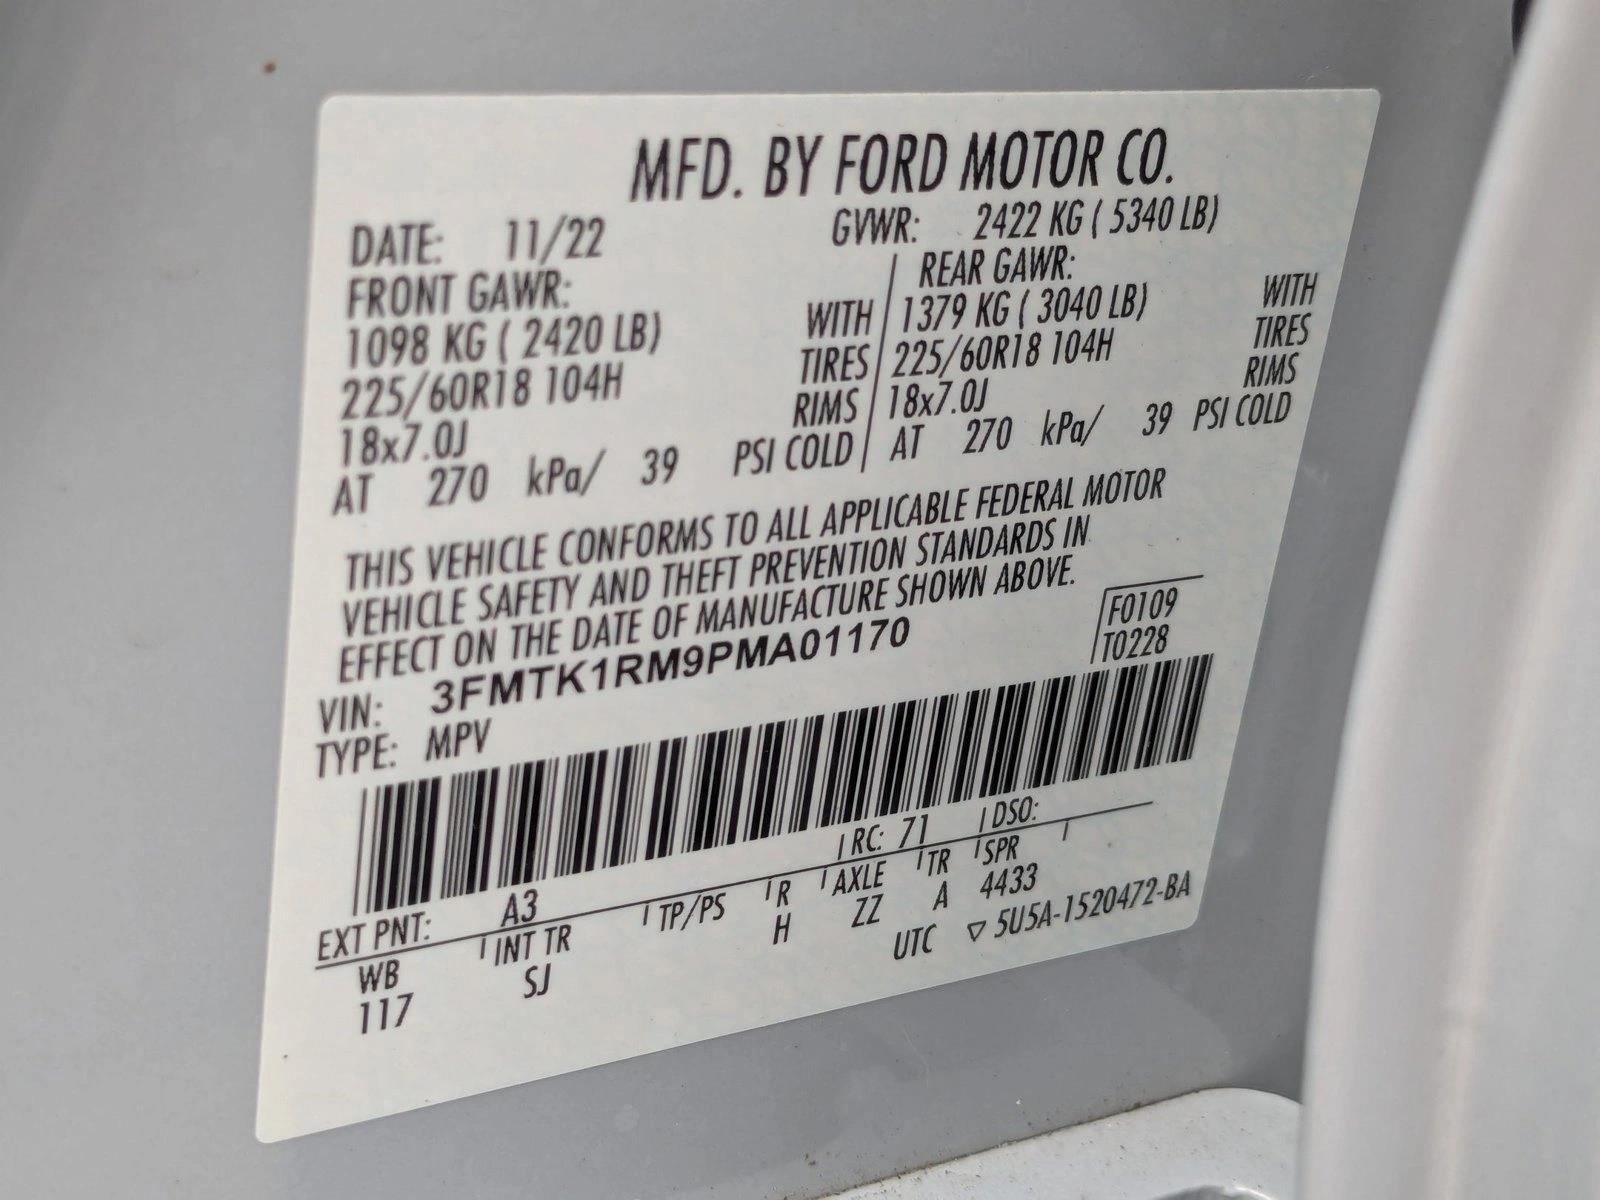 MFD. BY FORD MOTOR CO.
DATE: 11/22 GVWR: 2422 KG ( 5340 LB)
FRONT GAWR: REAR GAWR:
1098 KG ( 2420 LB) WITH 1379 KG ( 3040 LB) WITH
225/60R18 104H TIRES 225/60R18 104H TIRES
18x7.0J RIMS 18x7.0J RIMS
AT 270 kPa/ 39 PSI COLD AT 270 kPa/ 39 PSI COLD
THIS VEHICLE CONFORMS TO ALL APPLICABLE FEDERAL MOTOR
VEHICLE SAFETY AND THEFT PREVENTION STANDARDS IN
EFFECT ON THE DATE OF MANUFACTURE SHOWN ABOVE.
F0109
T0228
VIN: 3FMTK1RM9PMA01170
TYPE: MPV
EXT PNT: A3 RC: 71 DSO:
WB INT TR TP/PS R AXLE TR SPR
117 SJ H ZZ A 4433
UTC ▽ 5U5A-1520472-BA